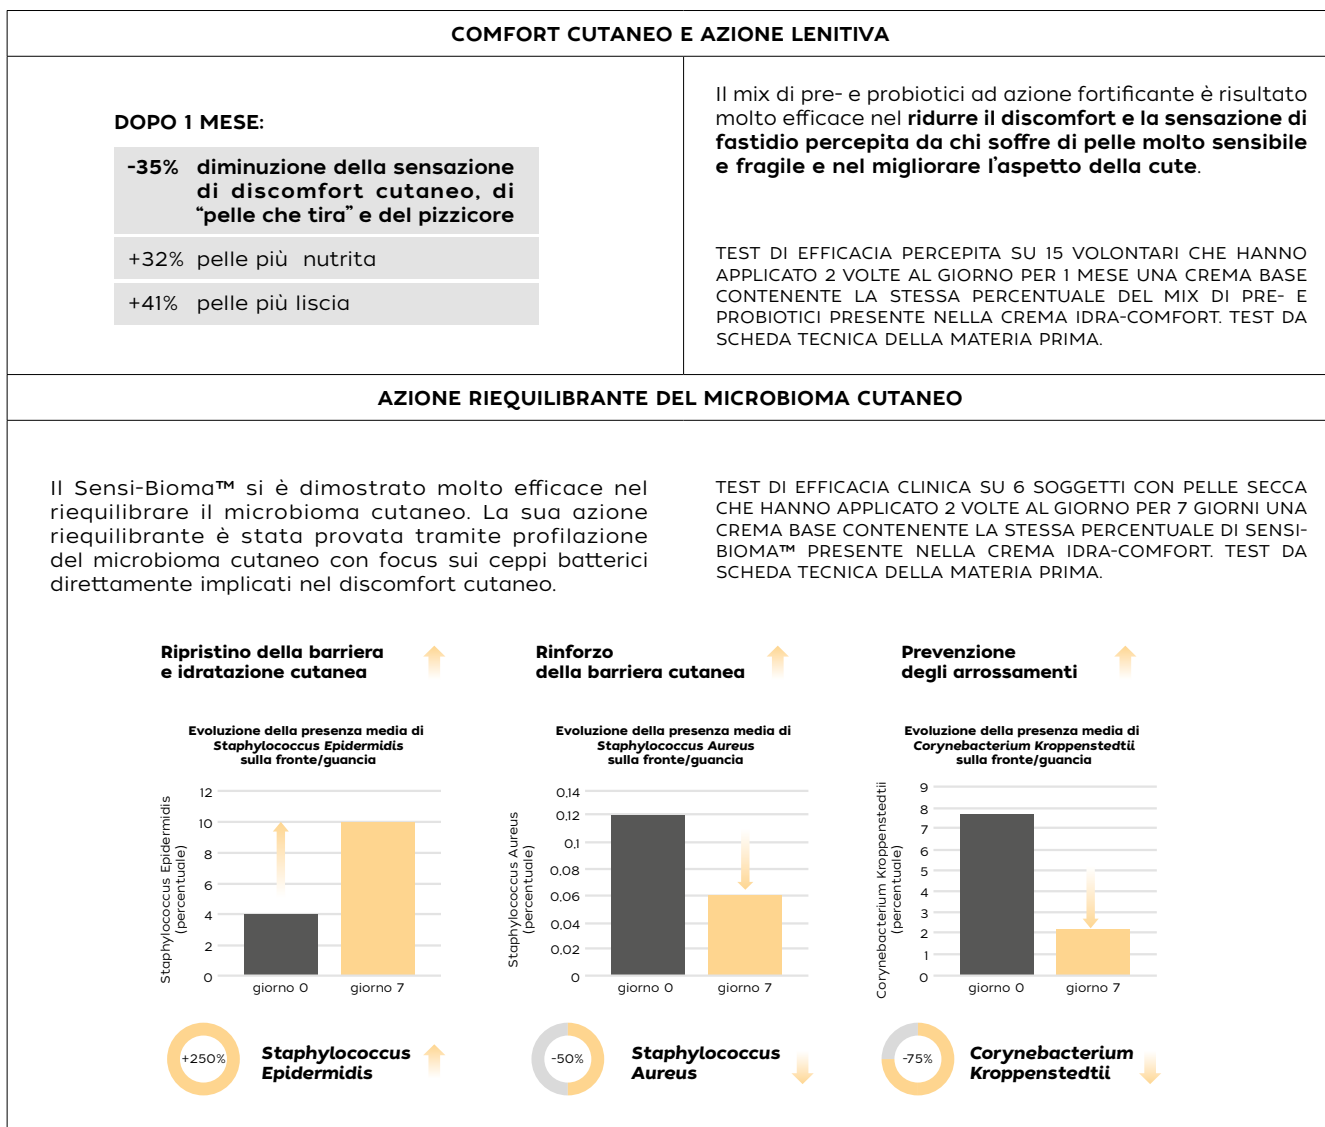 COMFORT CUTANEO E AZIONE LENITIVA
DOPO 1 MESE:
-35% diminuzione della sensazione
di discomfort cutaneo, di
“pelle che tira” e del pizzicore
+32% pelle più nutrita
+41% pelle più liscia
Il mix di pre- e probiotici ad azione fortificante è risultato
molto efficace nel ridurre il discomfort e la sensazione di
fastidio percepita da chi soffre di pelle molto sensibile
e fragile e nel migliorare l’aspetto della cute.
TEST DI EFFICACIA PERCEPITA SU 15 VOLONTARI CHE HANNO
APPLICATO 2 VOLTE AL GIORNO PER 1 MESE UNA CREMA BASE
CONTENENTE LA STESSA PERCENTUALE DEL MIX DI PRE- E
PROBIOTICI PRESENTE NELLA CREMA IDRA-COMFORT. TEST DA
SCHEDA TECNICA DELLA MATERIA PRIMA.
AZIONE RIEQUILIBRANTE DEL MICROBIOMA CUTANEO
Il Sensi-Bioma™ si è dimostrato molto efficace nel
riequilibrare il microbioma cutaneo. La sua azione
riequilibrante è stata provata tramite profilazione
del microbioma cutaneo con focus sui ceppi batterici
direttamente implicati nel discomfort cutaneo.
TEST DI EFFICACIA CLINICA SU 6 SOGGETTI CON PELLE SECCA
CHE HANNO APPLICATO 2 VOLTE AL GIORNO PER 7 GIORNI UNA
CREMA BASE CONTENENTE LA STESSA PERCENTUALE DI SENSI-
BIOMA™ PRESENTE NELLA CREMA IDRA-COMFORT. TEST DA
SCHEDA TECNICA DELLA MATERIA PRIMA.
Ripristino della barriera
e idratazione cutanea
Evoluzione della presenza media di
Staphylococcus Epidermidis
sulla fronte/guancia
Staphylococcus Epidermidis
(percentuale)
12
10
8
6
4
2
0
giorno 0 giorno 7
+250%
Staphylococcus
Epidermidis
Rinforzo
della barriera cutanea
Evoluzione della presenza media di
Staphylococcus Aureus
sulla fronte/guancia
Staphylococcus Aureus
(percentuale)
0,14
0,12
0,1
0,08
0,06
0,04
0,02
0
giorno 0 giorno 7
-50%
Staphylococcus
Aureus
Prevenzione
degli arrossamenti
Evoluzione della presenza media di
Corynebacterium Kroppenstedtii
sulla fronte/guancia
Corynebacterium Kroppenstedtii
(percentuale)
9
8
7
6
5
4
3
2
1
0
giorno 0 giorno 7
-75%
Corynebacterium
Kroppenstedtii